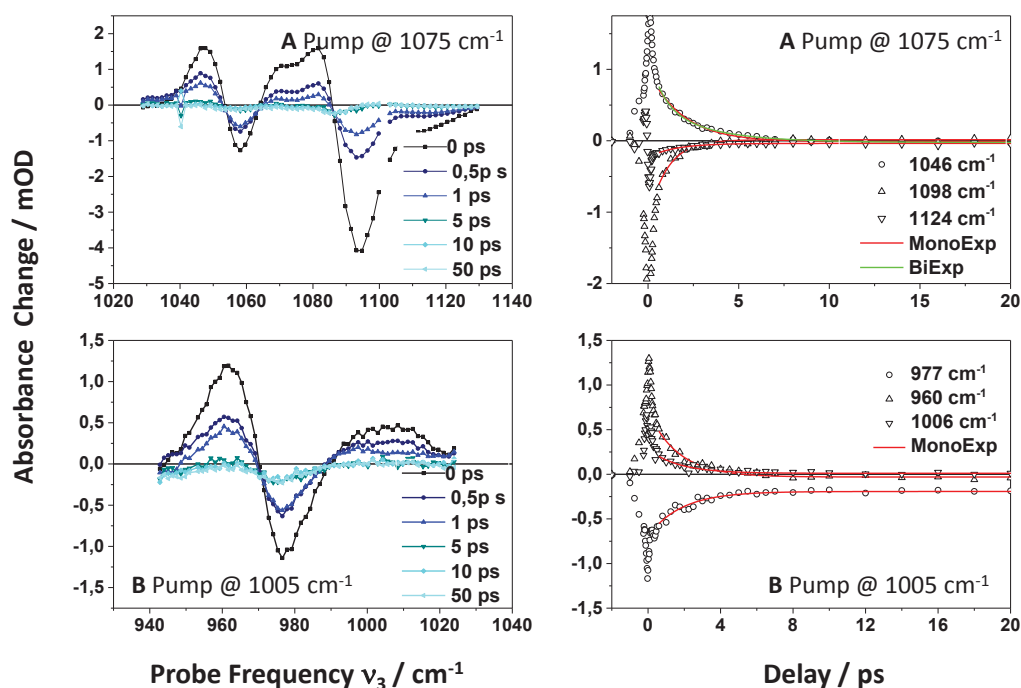 Absorbance Change / mOD
A Pump @ 1075 cm-1
1
0
-1
-2
-3
-4
-5
1020 1040 1060 1080 1100 1120 1140
0 ps
0,5p s
1 ps
5 ps
10 ps
50 ps
A Pump @ 1075 cm-1
1
0
-1
-2
0 5 10 15 20
1046 cm-1
1098 cm-1
1124 cm-1
MonoExp
BiExp
1,5
1,0
0,5
0,0
-0,5
-1,0
-1,5
940 960 980 1000 1020 1040
0 ps
0,5p s
1 ps
5 ps
10 ps
50 ps
B Pump @ 1005 cm-1
1,5
1,0
0,5
0,0
-0,5
-1,0
-1,5
0 4 8 12 16 20
977 cm-1
960 cm-1
1006 cm-1
MonoExp
B Pump @ 1005 cm-1
Probe Frequency ν3 / cm-1
Delay / ps